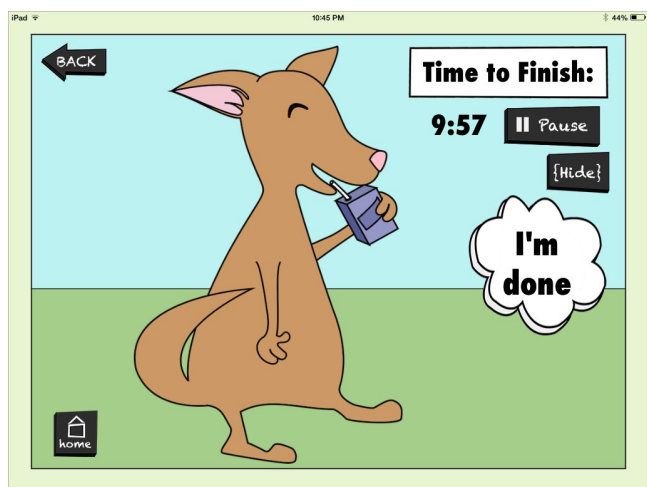 iPad
10:45 PM
44%
BACK
Time to Finish:
9:57
Pause
{Hide}
I'm
done
home